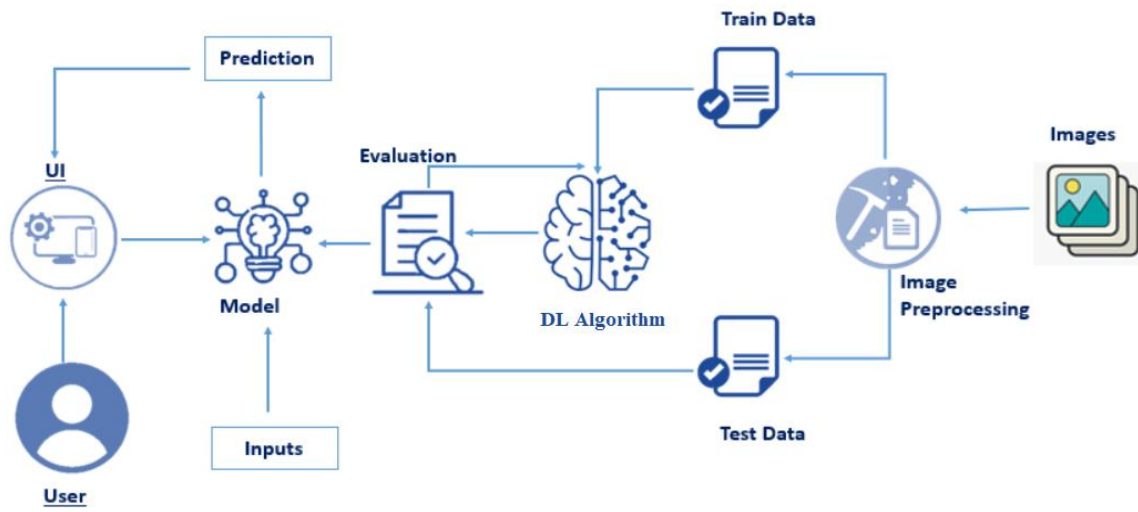 Train Data
Prediction
Images
Evaluation
UI
Image
Preprocessing
Model
DL Algorithm
Test Data
Inputs
User